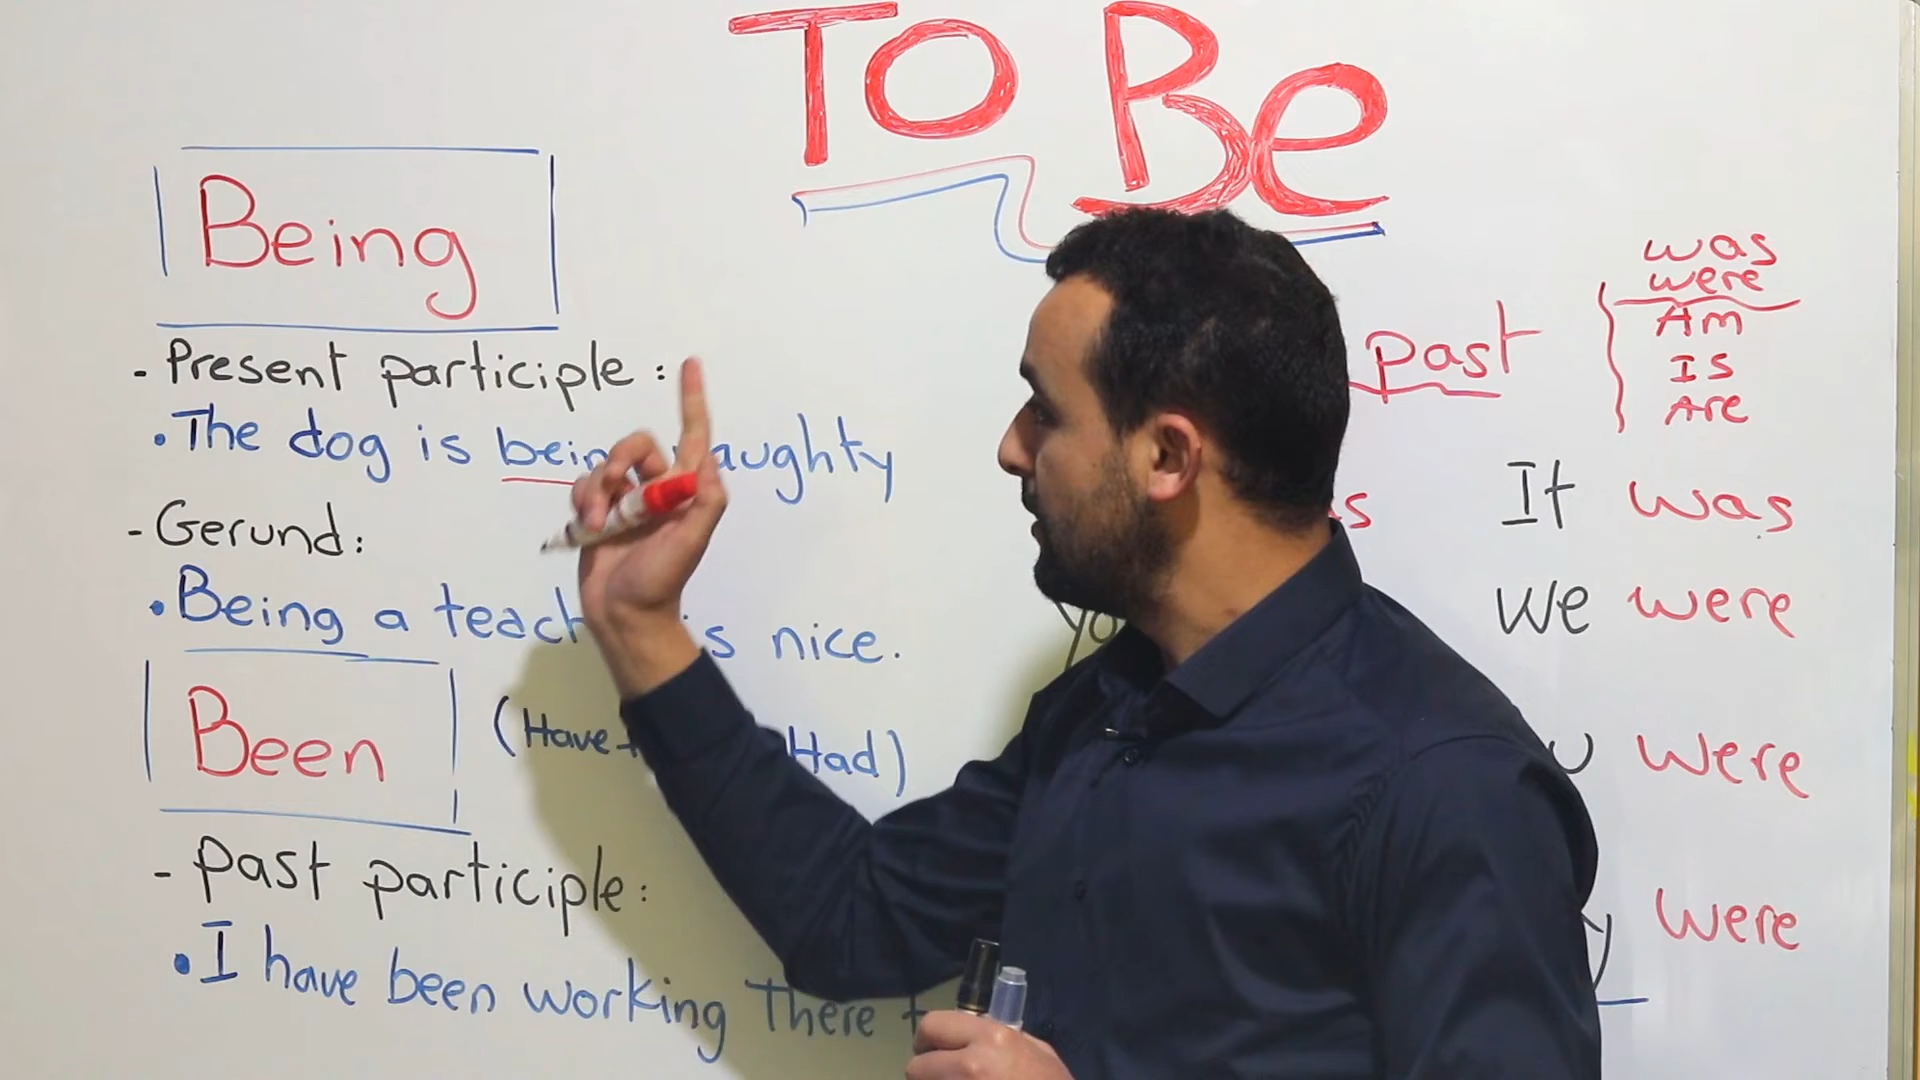 To Be
Being
- Present participle :
• The dog is being naughty
- Gerund :
• Being a teacher is nice.
Been
(Have Had)
- Past participle :
• I have been working There
was
were
Am
Is
Are
past
It was
We were
were
were